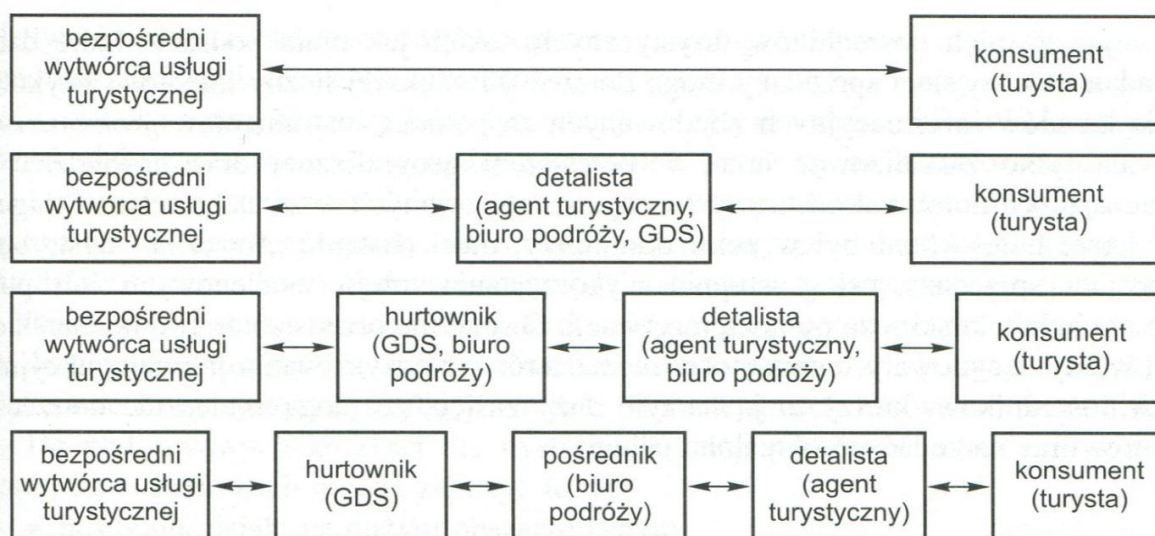 bezpośredni
wytwórca usługi
turystycznej
konsument
(turysta)
bezpośredni
wytwórca usługi
turystycznej
detalista
(agent turystyczny,
biuro podróży, GDS)
konsument
(turysta)
bezpośredni
wytwórca usługi
turystycznej
hurtownik
(GDS, biuro
podróży)
detalista
(agent turystyczny,
biuro podróży)
konsument
(turysta)
bezpośredni
wytwórca usługi
turystycznej
hurtownik
(GDS)
pośrednik
(biuro
podróży)
detalista
(agent
turystyczny)
konsument
(turysta)